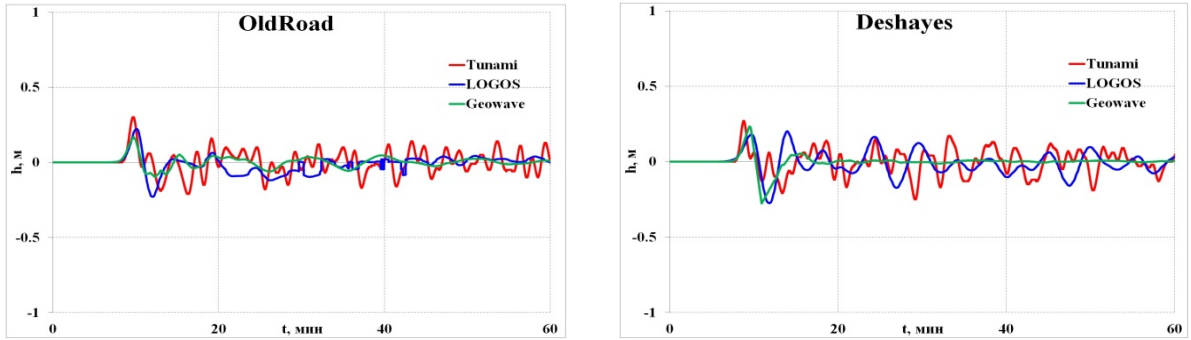 OldRoad
1
0.5
0
-0.5
-1
h, м
Tunami
LOGOS
Geowave
0
20
t, мин
40
60
Deshayes
1
0.5
0
-0.5
-1
h, м
Tunami
LOGOS
Geowave
0
20
t, мин
40
60